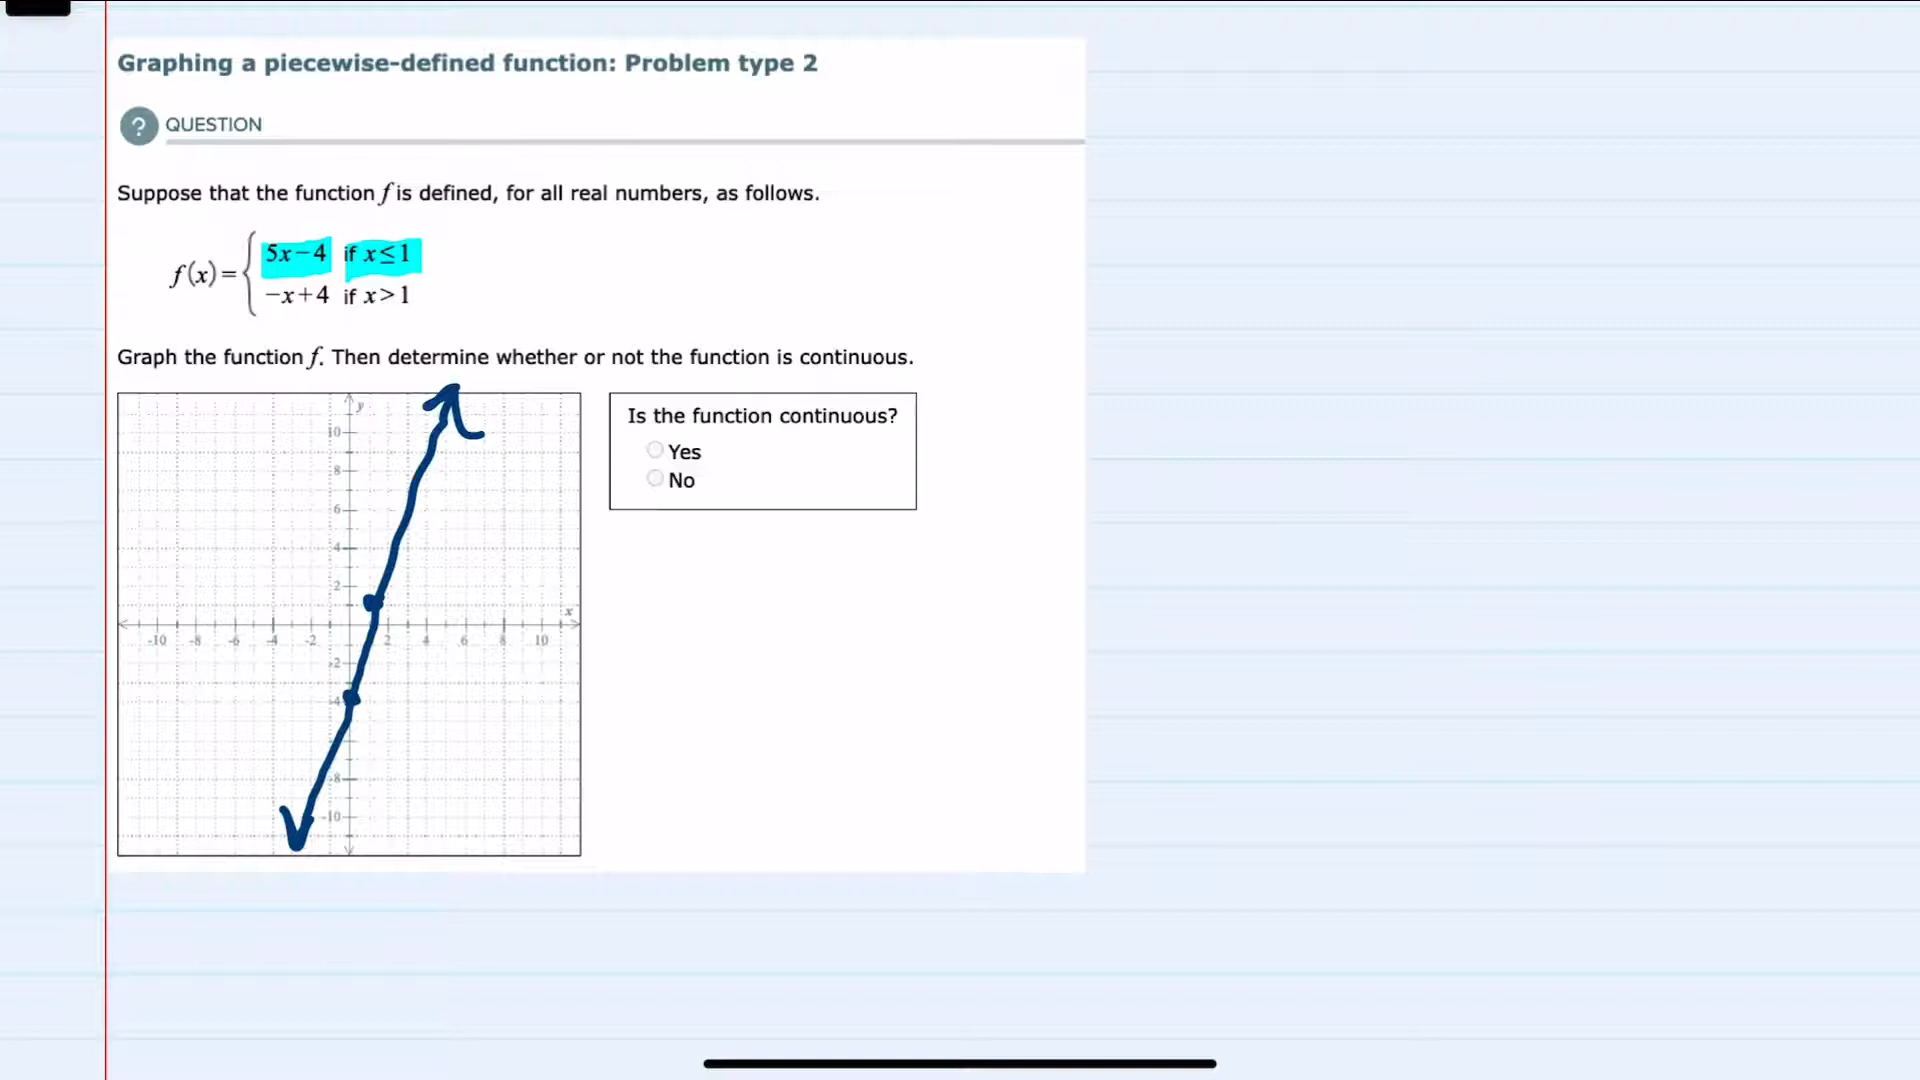 Graphing a piecewise-defined function: Problem type 2
? QUESTION
Suppose that the function f is defined, for all real numbers, as follows.
f(x)= { 5x−4 if x≤1
−x+4 if x>1
Graph the function f. Then determine whether or not the function is continuous.
y
10
8
6
4
2
x
-10 -8 -6 -4 -2 2 4 6 8 10
-2
-4
-8
-10
Is the function continuous?
Yes
No